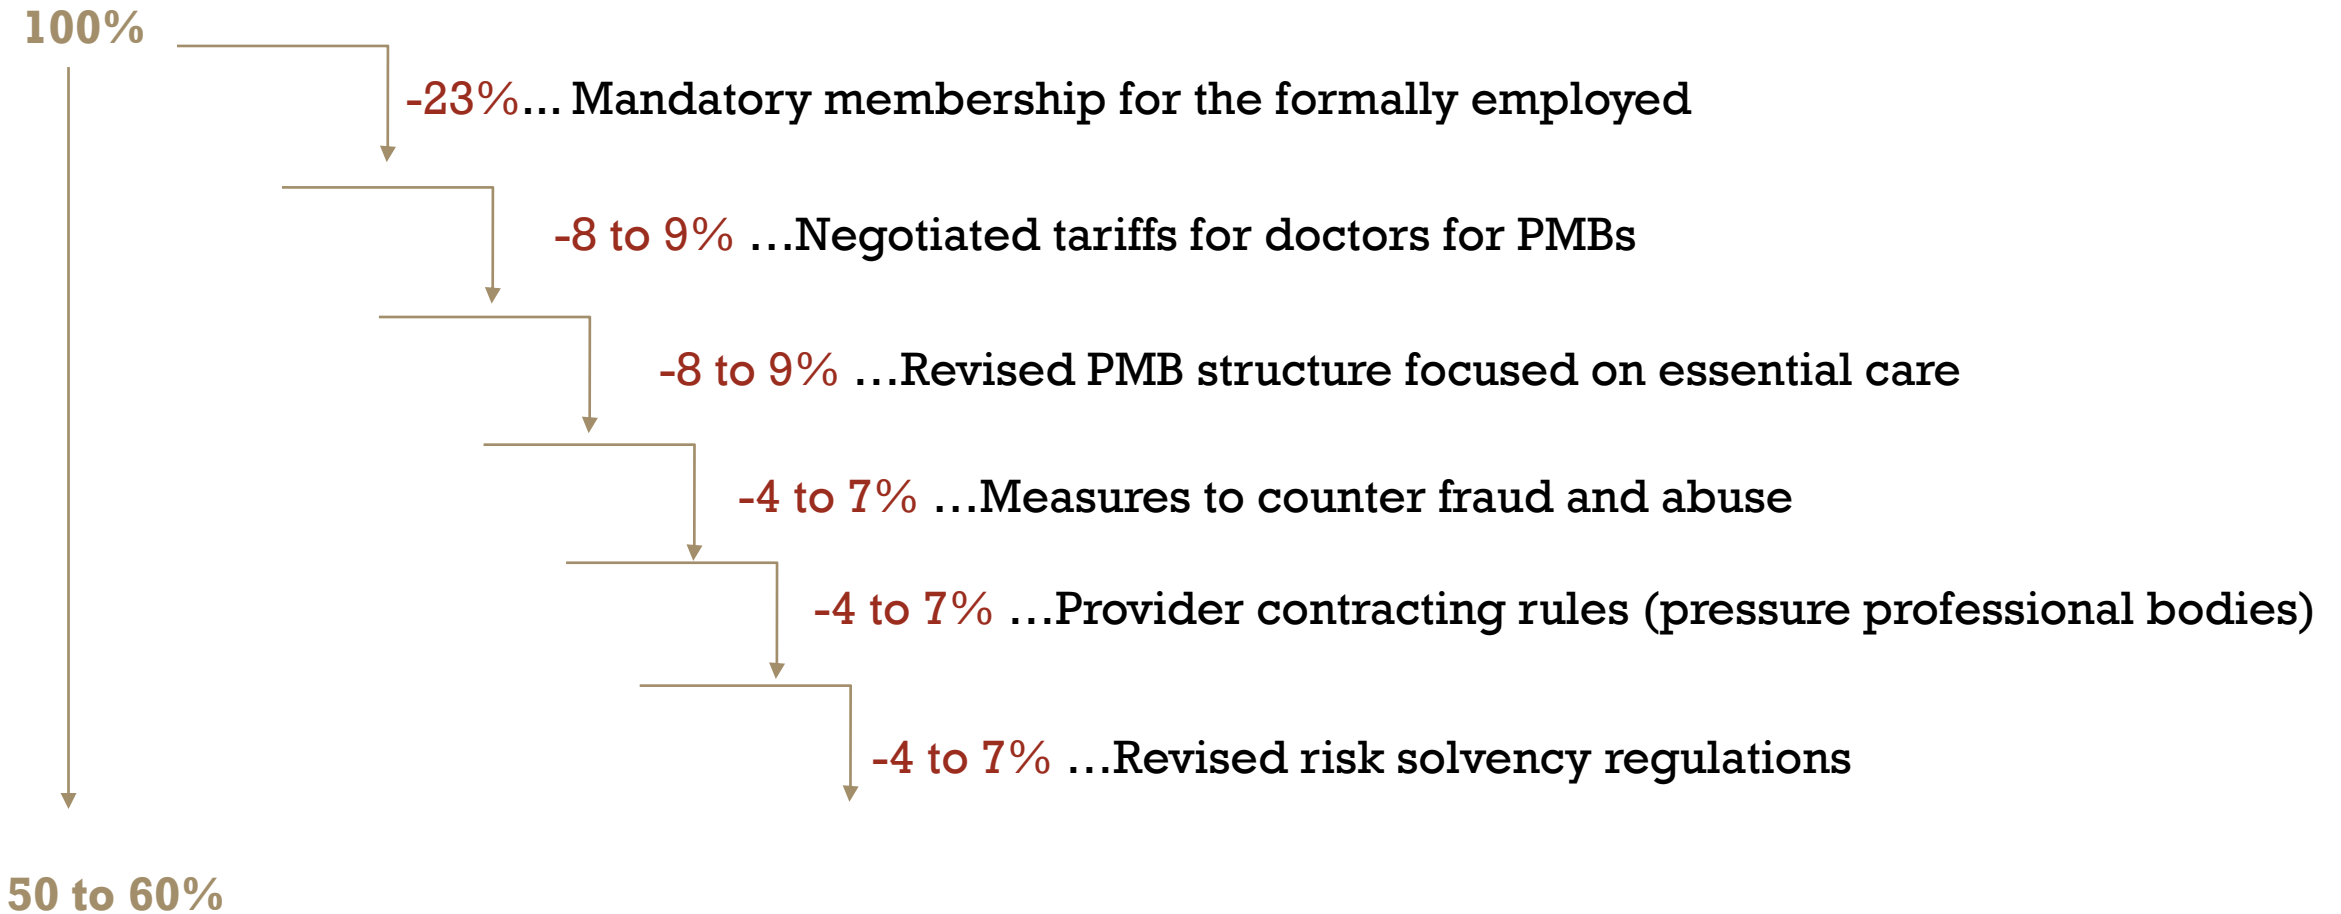 100%
-23%... Mandatory membership for the formally employed
-8 to 9% ...Negotiated tariffs for doctors for PMBs
-8 to 9% ...Revised PMB structure focused on essential care
-4 to 7% ...Measures to counter fraud and abuse
-4 to 7% ...Provider contracting rules (pressure professional bodies)
-4 to 7% ...Revised risk solvency regulations
50 to 60%